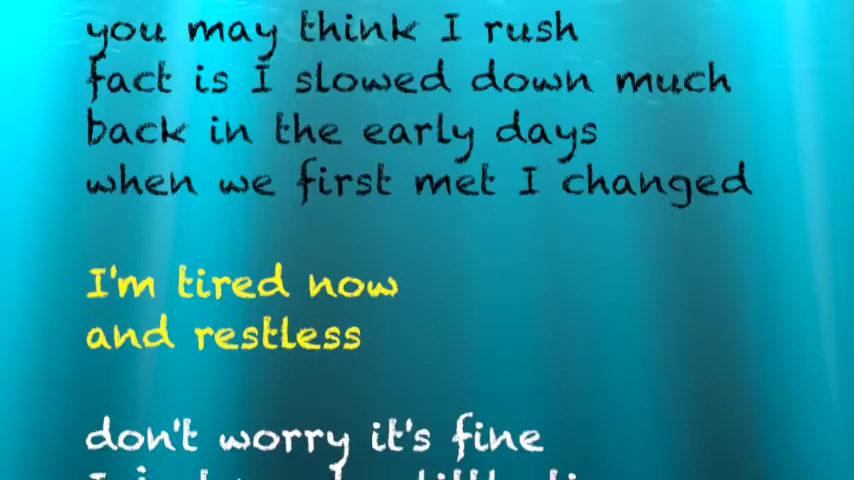 you may think I rush
fact is I slowed down much
back in the early days
when we first met I changed
I'm tired now
and restless
don't worry it's fine
I